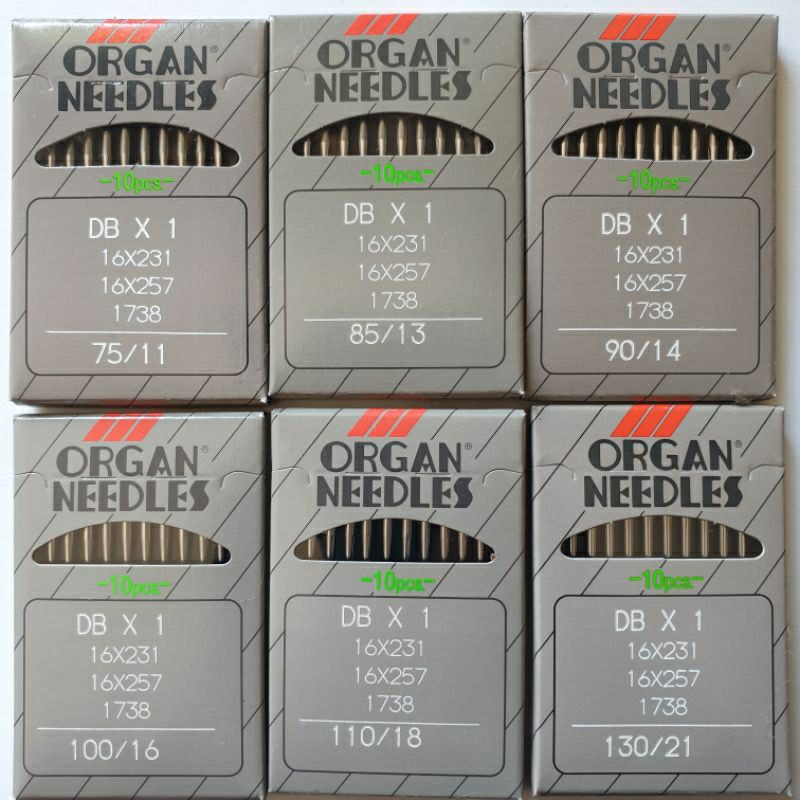 ORGAN®
NEEDLES
-10pcs-
DB X 1
16X231
16X257
1738
75/11
ORGAN®
NEEDLES
-10pcs-
DB X 1
16X231
16X257
1738
85/13
ORGAN®
NEEDLES
-10pcs-
DB X 1
16X231
16X257
1738
90/14
ORGAN®
NEEDLES
-10pcs-
DB X 1
16X231
16X257
1738
100/16
ORGAN®
NEEDLES
-10pcs-
DB X 1
16X231
16X257
1738
110/18
ORGAN®
NEEDLES
-10pcs-
DB X 1
16X231
16X257
1738
130/21